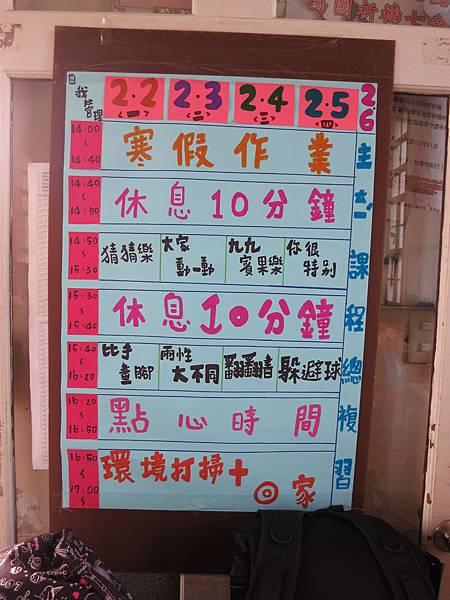 我是管理
2.2 2.3 2.4 2.5 2.6
<一> <二> <三> <四>
14:00 ~ 14:40 寒假作業
14:40 ~ 14:50 休息10分鐘
14:50 ~ 15:30 猜猜樂 大家動一動 九九賓果樂 你很特別
15:30 ~ 15:40 休息10分鐘
15:40 ~ 16:20 比手畫腳 兩性大不同 翻翻書 躲避球
16:20 ~ 16:50 點心時間
16:50 ~ 17:00 ~ 環境打掃+回家
課程總複習